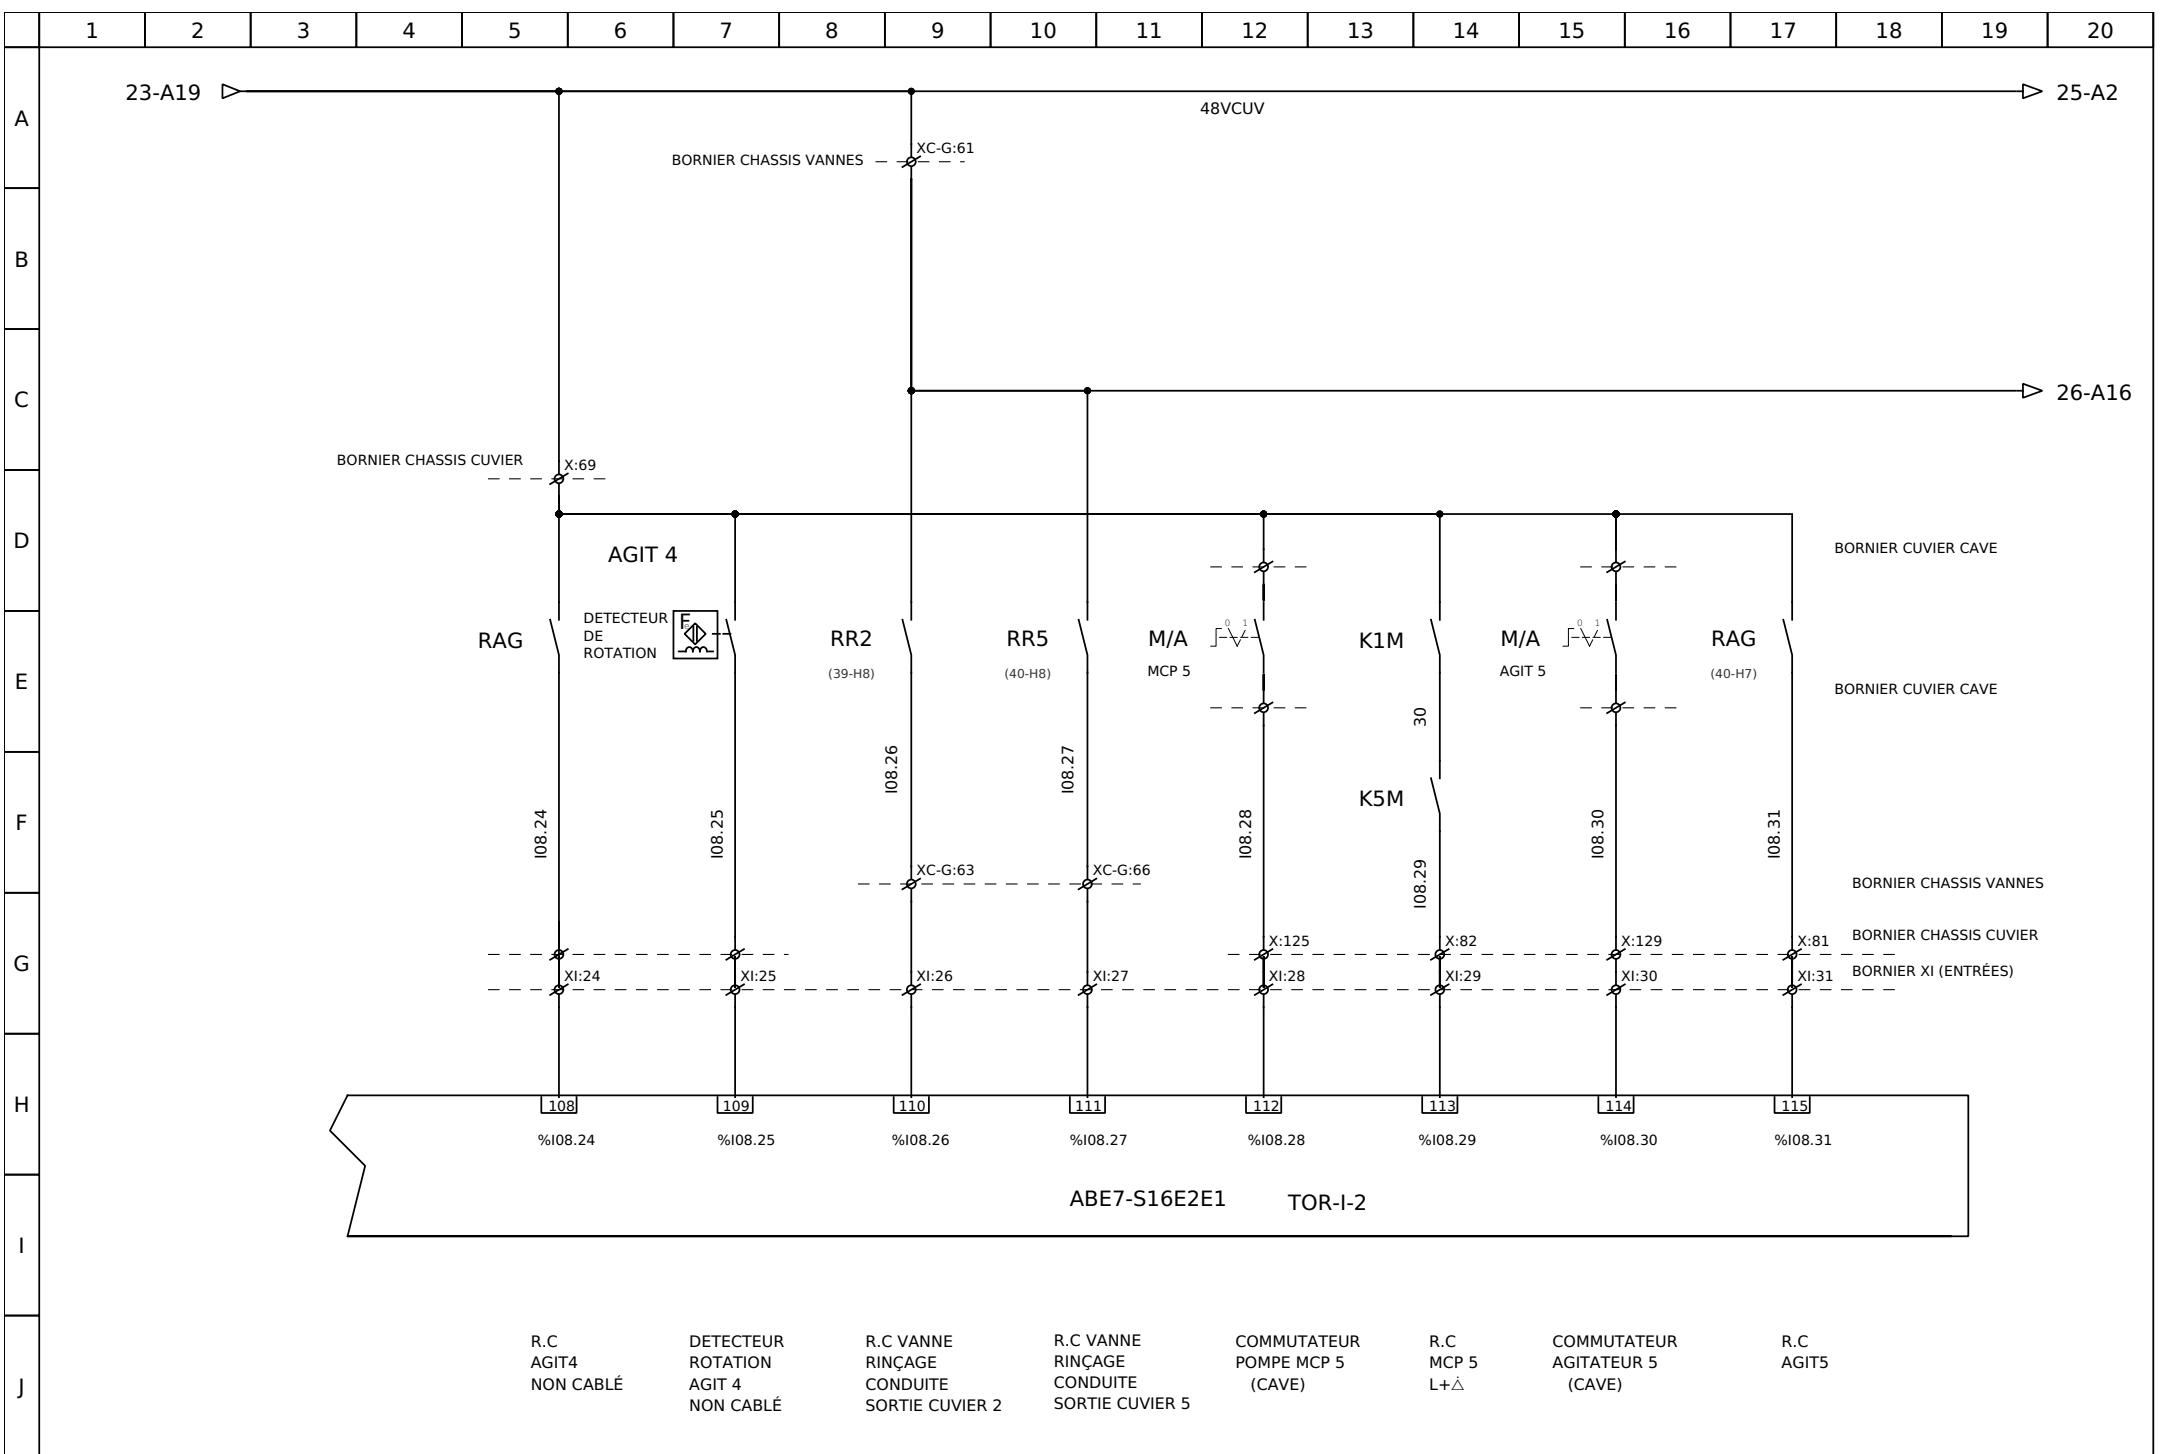 1 2 3 4 5 6 7 8 9 10 11 12 13 14 15 16 17 18 19 20
A
B
C
D
E
F
G
H
I
J
23-A19
25-A2
48VCUV
XC-G:61
BORNIER CHASSIS VANNES
26-A16
BORNIER CHASSIS CUVIER
X:69
AGIT 4
BORNIER CUVIER CAVE
RAG
DETECTEUR
DE
ROTATION
F
RR2
(39-H8)
RR5
(40-H8)
M/A
MCP 5
0 1
K1M
M/A
AGIT 5
0 1
RAG
(40-H7)
BORNIER CUVIER CAVE
30
K5M
I08.24
I08.25
I08.26
I08.27
I08.28
I08.29
I08.30
I08.31
XC-G:63
XC-G:66
BORNIER CHASSIS VANNES
X:125
X:82
X:129
X:81
BORNIER CHASSIS CUVIER
XI:24
XI:25
XI:26
XI:27
XI:28
XI:29
XI:30
XI:31
BORNIER XI (ENTRÉES)
108 109 110 111 112 113 114 115
%I08.24 %I08.25 %I08.26 %I08.27 %I08.28 %I08.29 %I08.30 %I08.31
ABE7-S16E2E1
TOR-I-2
R.C
AGIT4
NON CABLÉ
DETECTEUR
ROTATION
AGIT 4
NON CABLÉ
R.C VANNE
RINÇAGE
CONDUITE
SORTIE CUVIER 2
R.C VANNE
RINÇAGE
CONDUITE
SORTIE CUVIER 5
COMMUTATEUR
POMPE MCP 5
(CAVE)
R.C
MCP 5
L+⧊
COMMUTATEUR
AGITATEUR 5
(CAVE)
R.C
AGIT5